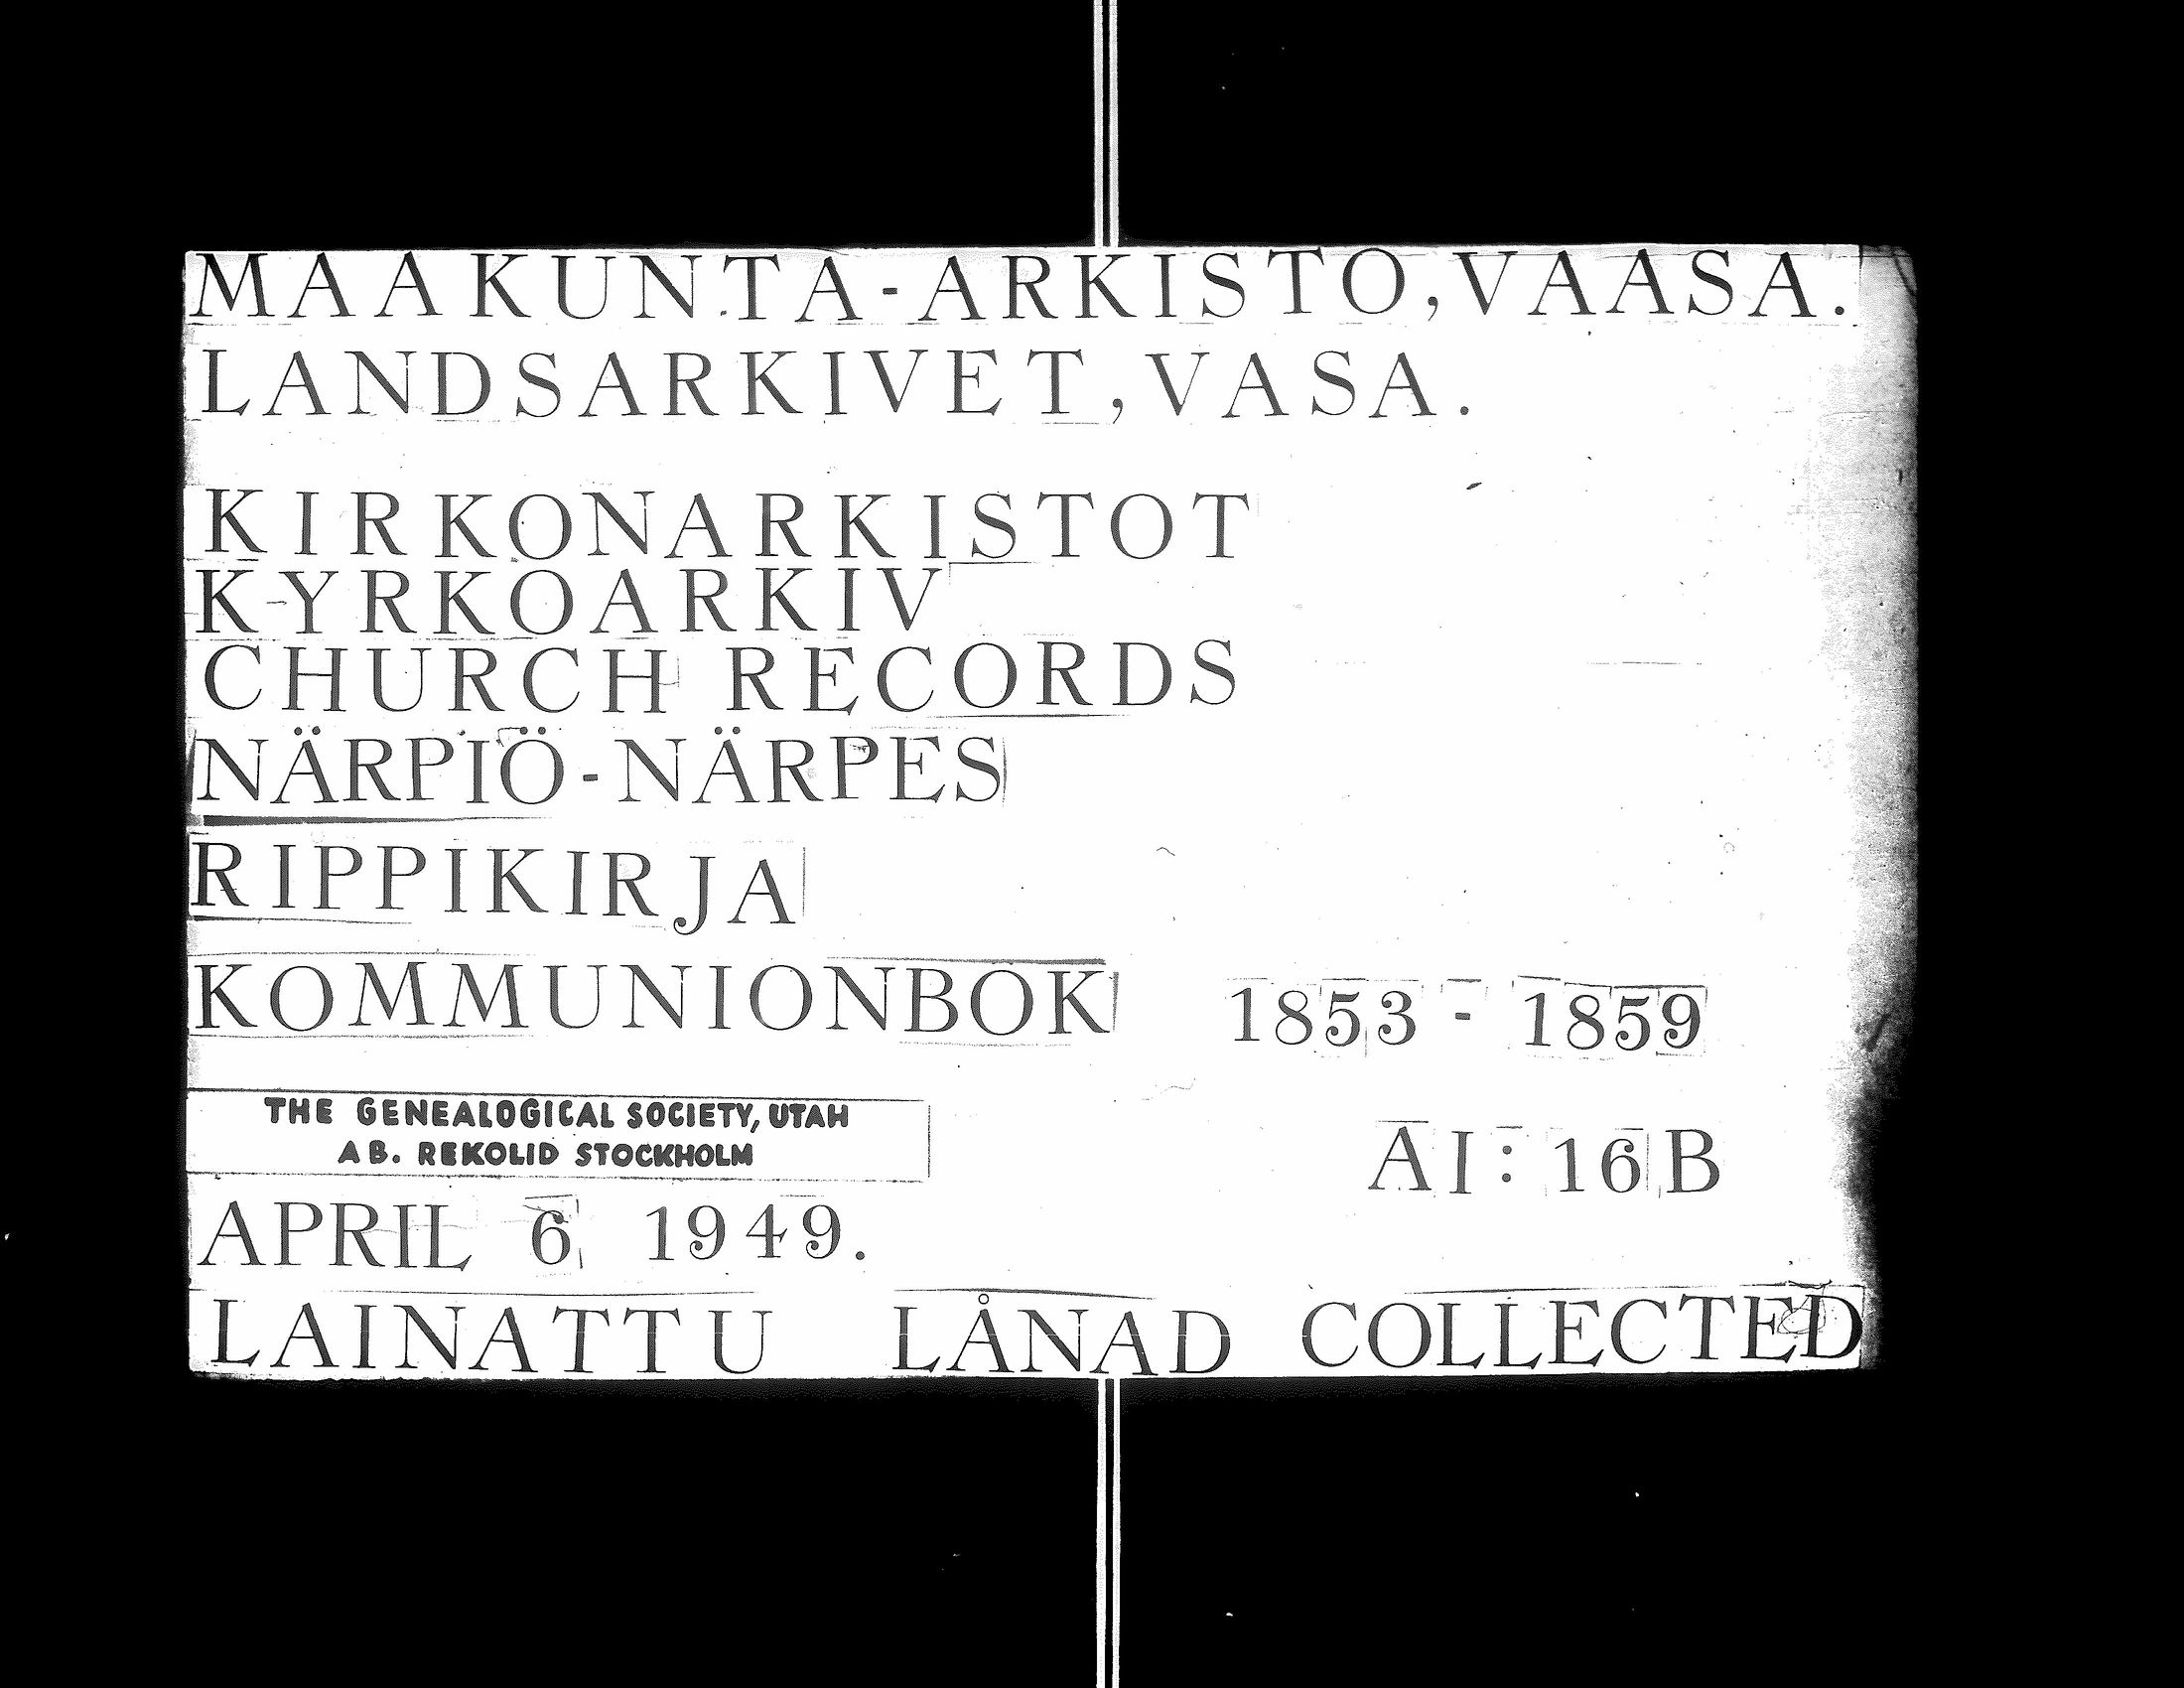 MAAKUNTA-ARKISTO, VAASA.
LANDSARKIVET, VASA.
KIRKONARKISTOT
KYRKOARKIV
CHURCH RECORDS
NÄRPIÖ-NÄRPES
RIPPIKIRJA
KOMMUNIONBOK 1853 - 1859
THE GENEALOGICAL SOCIETY, UTAH
AB. REKOLID STOCKHOLM
AI: 16 B
APRIL 6 1949.
LAINATTU LÅNAD COLLECTED